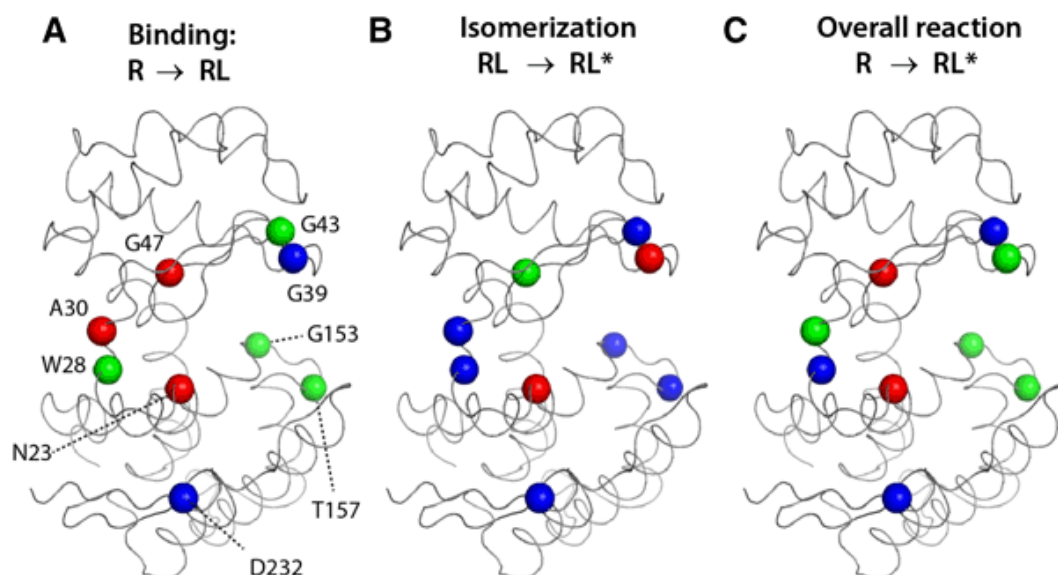 A
Binding:
R → RL
B
Isomerization
RL → RL*
C
Overall reaction
R → RL*
G47
G43
G39
A30
G153
W28
N23
T157
D232